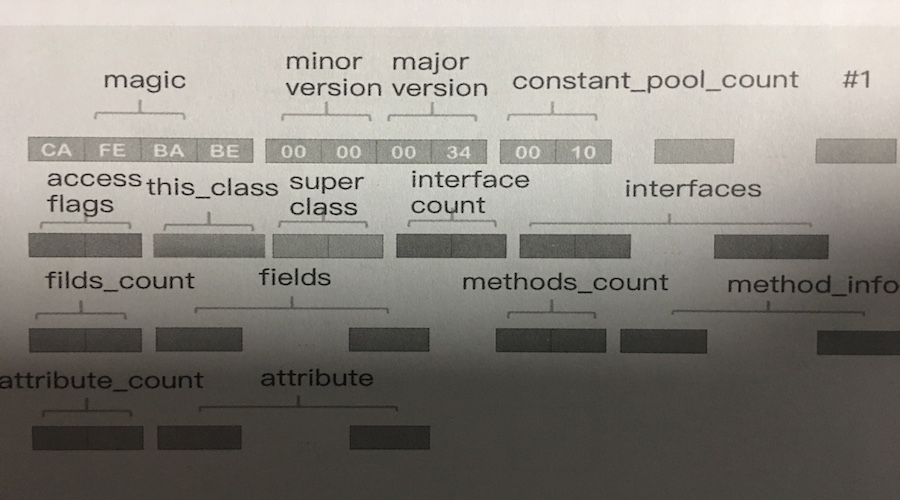 magic
minor version
major version
constant_pool_count
#1
CA FE BA BE
00 00 00 34
00 10
access flags
this_class
super class
interface count
interfaces
filds_count
fields
methods_count
method_info
attribute_count
attribute